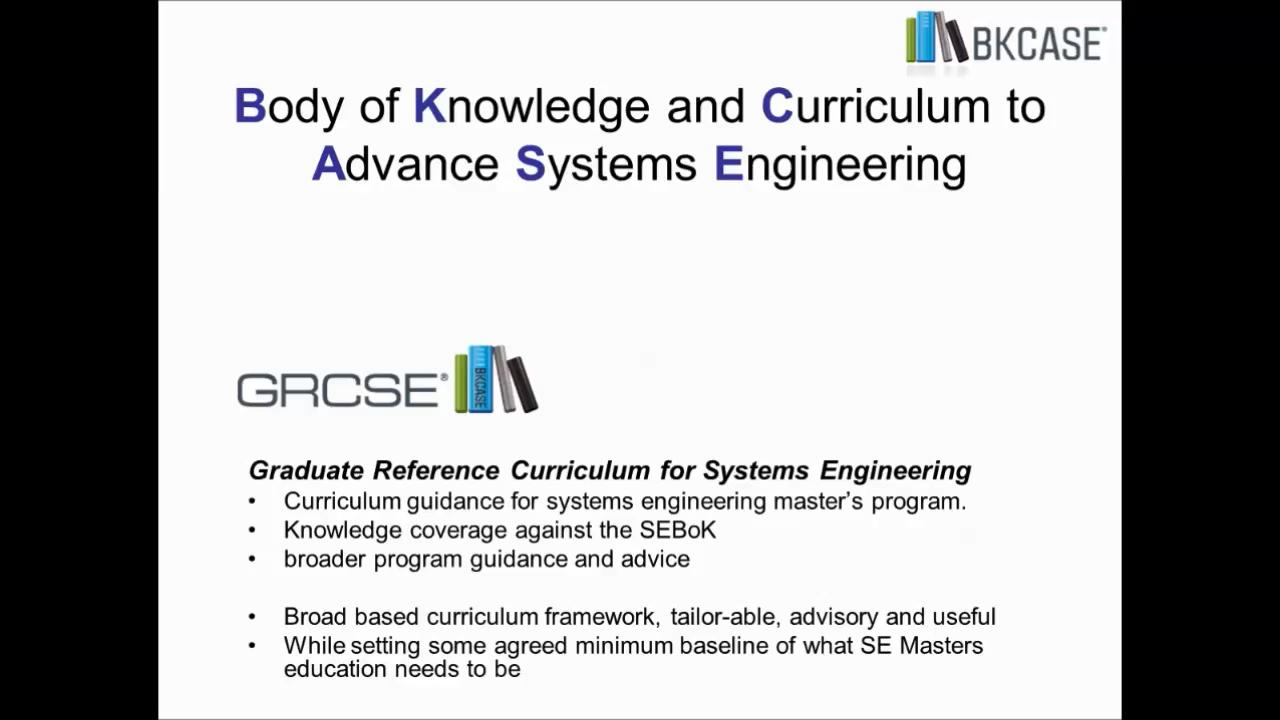 BKCASE®
Body of Knowledge and Curriculum to
Advance Systems Engineering
GRCSE®
BKCASE
Graduate Reference Curriculum for Systems Engineering
• Curriculum guidance for systems engineering master's program.
• Knowledge coverage against the SEBoK
• broader program guidance and advice
• Broad based curriculum framework, tailor-able, advisory and useful
• While setting some agreed minimum baseline of what SE Masters
education needs to be